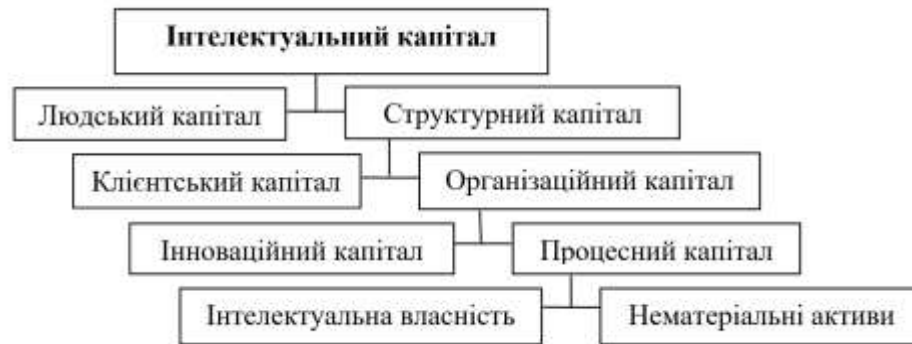 Інтелектуальний капітал
Людський капітал
Структурний капітал
Клієнтський капітал
Організаційний капітал
Інноваційний капітал
Процесний капітал
Інтелектуальна власність
Нематеріальні активи